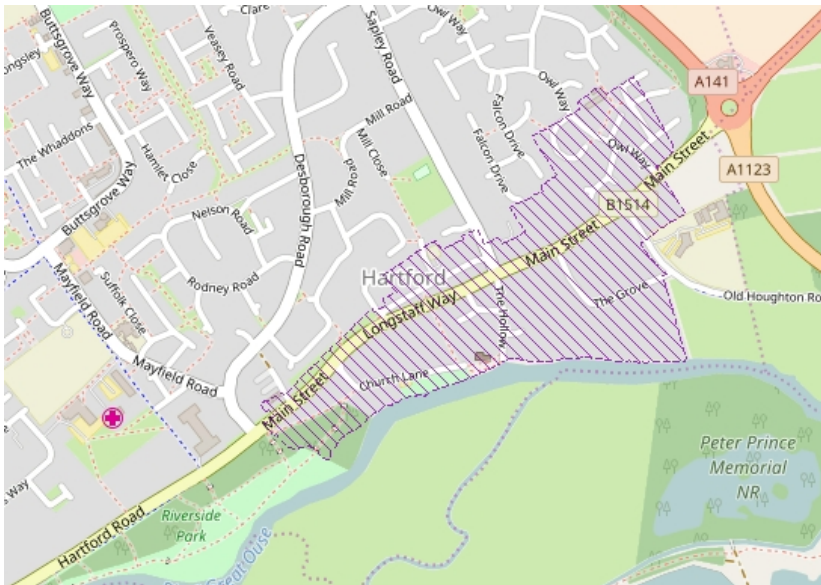 Clare
Owl Way
Buttsgrove Way
Prospero Way
Veasey Road
Sapley Road
ongsley
Owl Way
A141
Mill Road
Falcon Drive
The Whaddons
Hamlet Close
Mill Close
Falcon Drive
Owl Way
Main Street
Desborough Road
Mill Road
A1123
Buttsgrove Way
Nelson Road
B1514
Main Street
Mayfield Road
Suffolk Close
Rodney Road
Hartford
The Grove
Old Houghton Ro
Longstaff Way
The Hollow
Mayfield Road
Church Lane
Main Street
Peter Prince
Memorial
NR
s Way
Riverside
Park
Hartford Road
Great Ouse